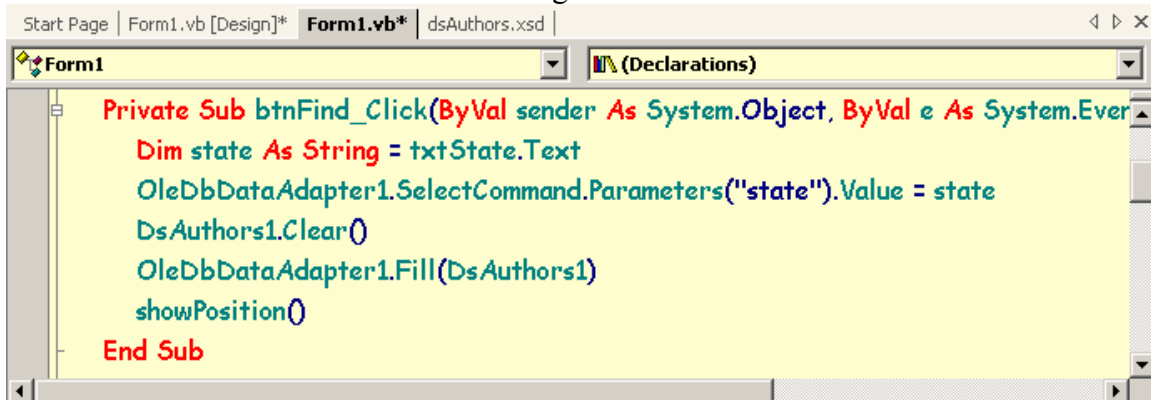 Start Page Form1.vb [Design]* Form1.vb* dsAuthors.xsd
Form1 (Declarations)
Private Sub btnFind_Click(ByVal sender As System.Object, ByVal e As System.Ever
Dim state As String = txtState.Text
OleDbDataAdapter1.SelectCommand.Parameters("state").Value = state
DsAuthors1.Clear()
OleDbDataAdapter1.Fill(DsAuthors1)
showPosition()
End Sub